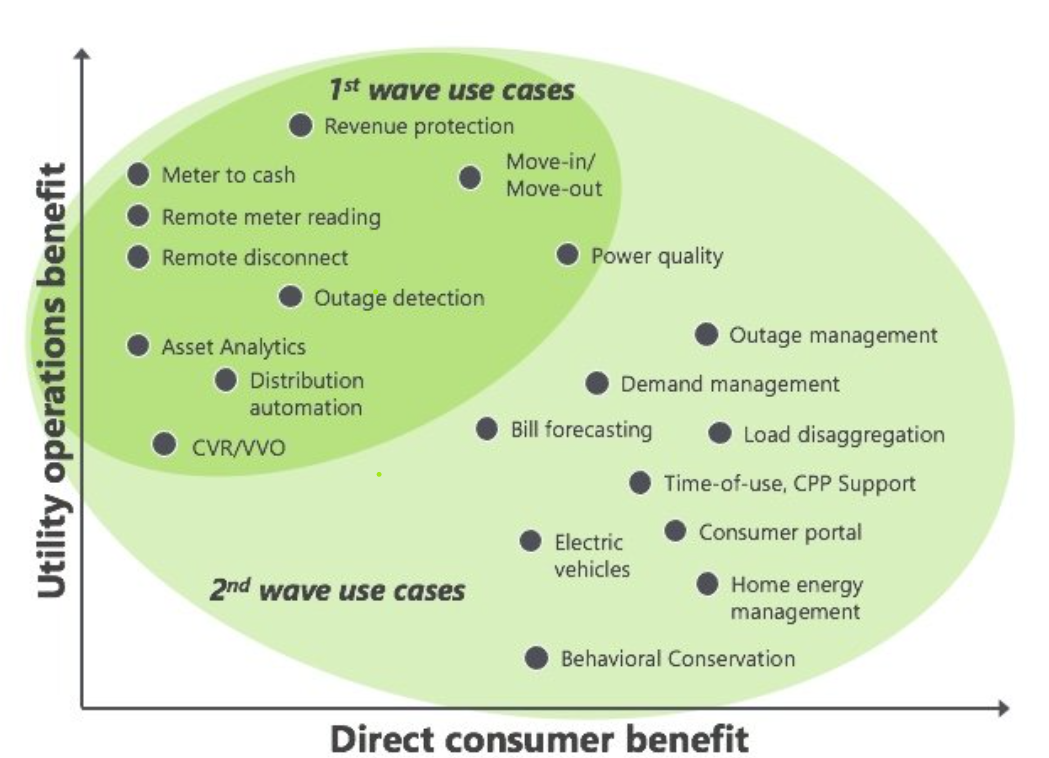 1st wave use cases
Revenue protection
Move-in/
Move-out
Meter to cash
Remote meter reading
Remote disconnect
Power quality
Outage detection
Outage management
Asset Analytics
Distribution
automation
Demand management
Bill forecasting
Load disaggregation
CVR/VVO
Time-of-use, CPP Support
Consumer portal
Electric
vehicles
Home energy
management
2nd wave use cases
Behavioral Conservation
Utility operations benefit
Direct consumer benefit